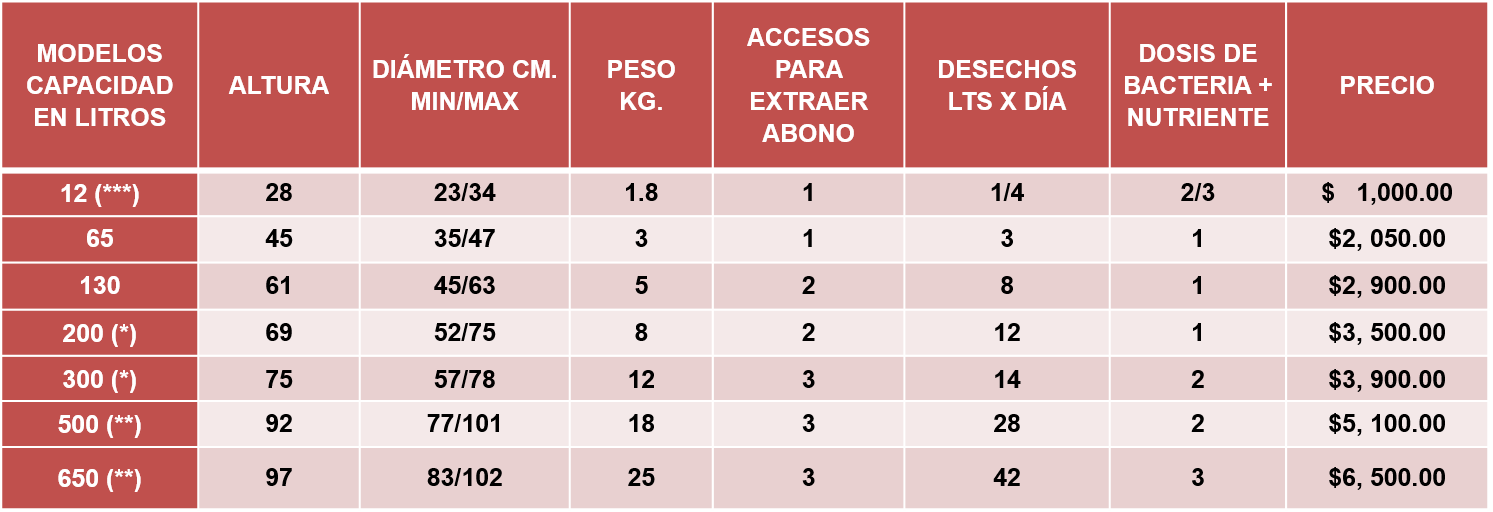 MODELOS CAPACIDAD EN LITROS | ALTURA | DIÁMETRO CM. MIN/MAX | PESO KG. | ACCESOS PARA EXTRAER ABONO | DESECHOS LTS X DÍA | DOSIS DE BACTERIA + NUTRIENTE | PRECIO
12 (***) | 28 | 23/34 | 1.8 | 1 | 1/4 | 2/3 | $ 1,000.00
65 | 45 | 35/47 | 3 | 1 | 3 | 1 | $2, 050.00
130 | 61 | 45/63 | 5 | 2 | 8 | 1 | $2, 900.00
200 (*) | 69 | 52/75 | 8 | 2 | 12 | 1 | $3, 500.00
300 (*) | 75 | 57/78 | 12 | 3 | 14 | 2 | $3, 900.00
500 (**) | 92 | 77/101 | 18 | 3 | 28 | 2 | $5, 100.00
650 (**) | 97 | 83/102 | 25 | 3 | 42 | 3 | $6, 500.00